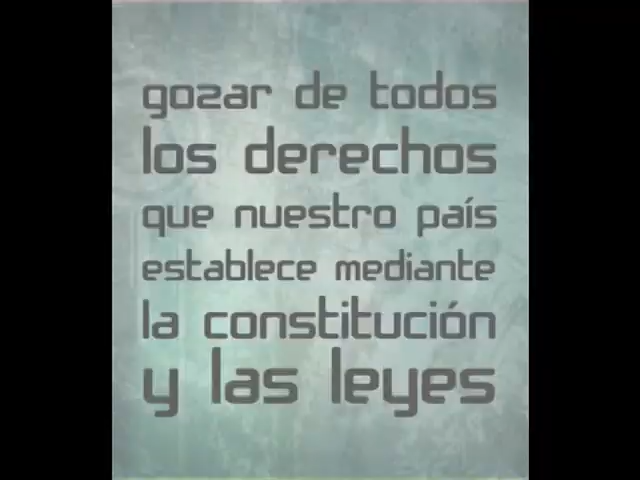 gozar de todos
los derechos
que nuestro país
establece mediante
la constitución
y las leyes